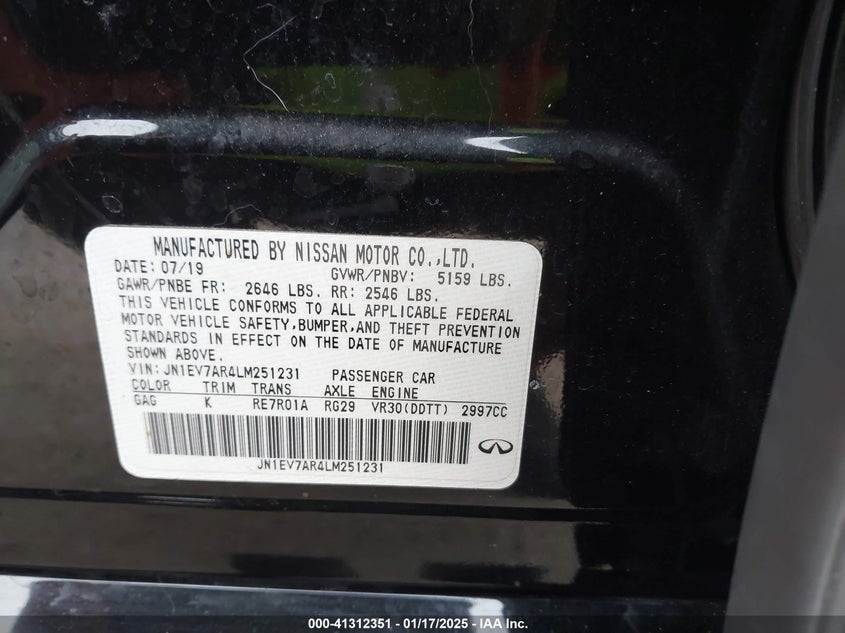 MANUFACTURED BY NISSAN MOTOR CO.,LTD.
DATE: 07/19 GVWR/PNBV: 5159 LBS.
GAWR/PNBE FR: 2646 LBS. RR: 2546 LBS.
THIS VEHICLE CONFORMS TO ALL APPLICABLE FEDERAL
MOTOR VEHICLE SAFETY,BUMPER,AND THEFT PREVENTION
STANDARDS IN EFFECT ON THE DATE OF MANUFACTURE
SHOWN ABOVE.
VIN: JN1EV7AR4LM251231 PASSENGER CAR
COLOR TRIM TRANS AXLE ENGINE
GAG K RE7R01A RG29 VR30(DDTT) 2997CC
JN1EV7AR4LM251231
000-41312351 | 01/17/2025 | IAA Inc.